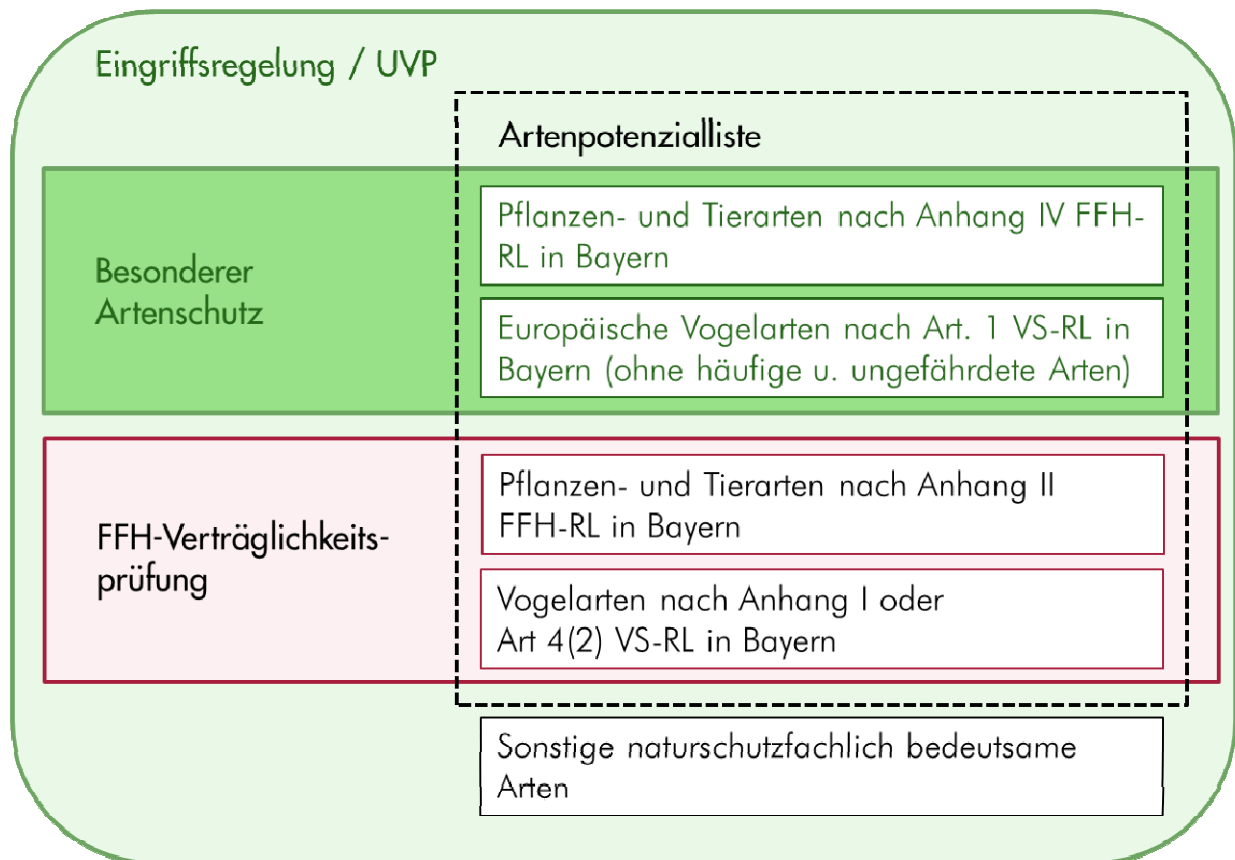 Eingriffsregelung / UVP
Artenpotenzialliste
Besonderer
Artenschutz
Pflanzen- und Tierarten nach Anhang IV FFH-
RL in Bayern
Europäische Vogelarten nach Art. 1 VS-RL in
Bayern (ohne häufige u. ungefährdete Arten)
FFH-Verträglichkeits-
prüfung
Pflanzen- und Tierarten nach Anhang II
FFH-RL in Bayern
Vogelarten nach Anhang I oder
Art 4(2) VS-RL in Bayern
Sonstige naturschutzfachlich bedeutsame
Arten